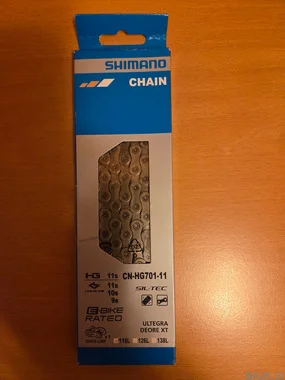 SHIMANO
CHAIN
HG 11s CN-HG701-11
11s SIL-TEC
10s
9s
E-BIKE
RATED
ULTEGRA
DEORE XT
116L 126L 138L